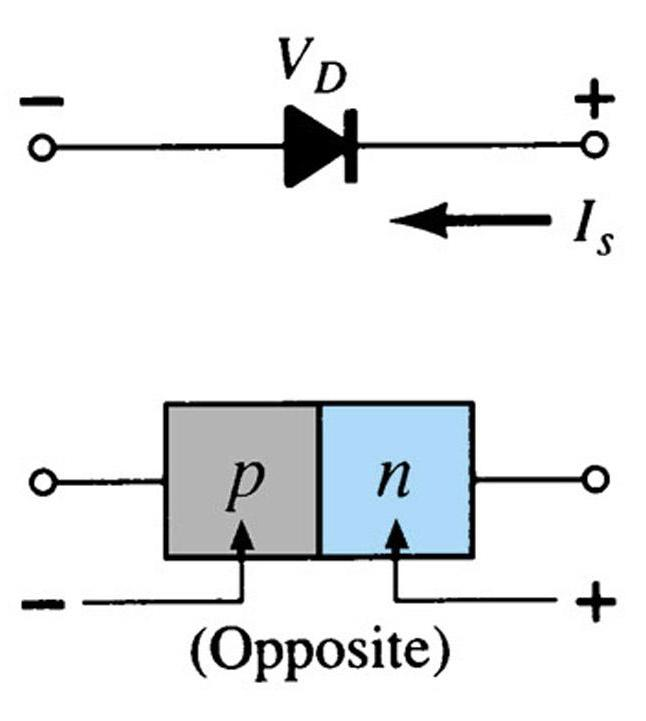 V_D
− +
I_s
p n
− +
(Opposite)